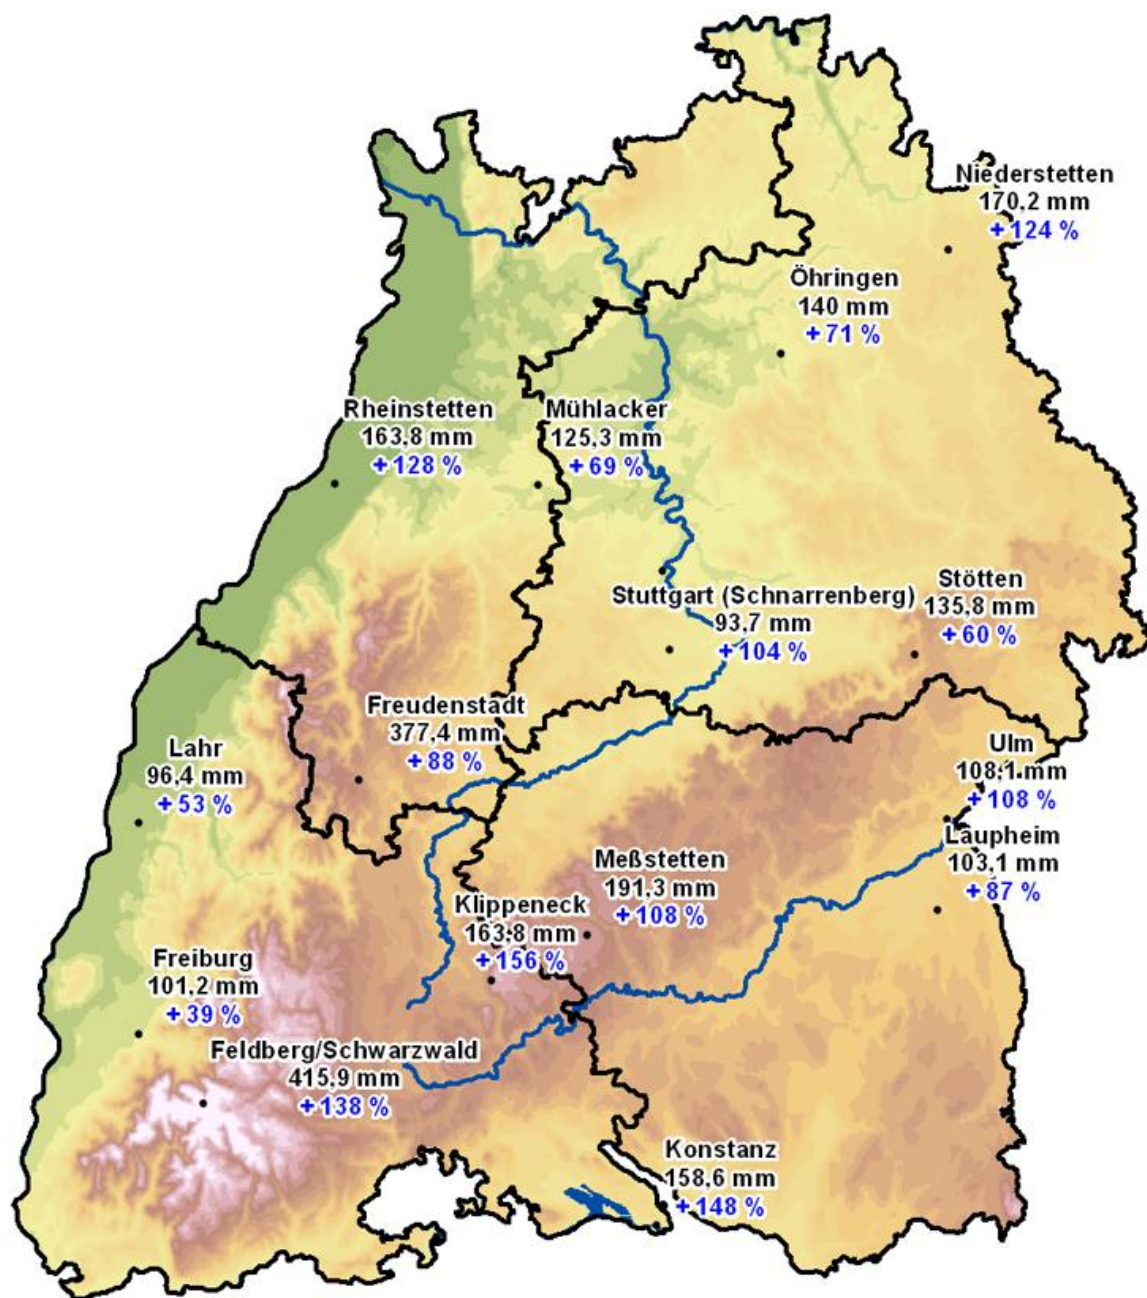 Niederstetten
170,2 mm
+124 %
Öhringen
140 mm
+71 %
Rheinstetten
163,8 mm
+128 %
Mühlacker
125,3 mm
+69 %
Stuttgart (Schnarrenberg)
93,7 mm
+104 %
Stötten
135,8 mm
+60 %
Freudenstadt
377,4 mm
+88 %
Lahr
96,4 mm
+53 %
Ulm
108,1 mm
+108 %
Laupheim
103,1 mm
+87 %
Meßstetten
191,3 mm
+108 %
Klippeneck
163,8 mm
+156 %
Freiburg
101,2 mm
+39 %
Feldberg/Schwarzwald
415,9 mm
+138 %
Konstanz
158,6 mm
+148 %